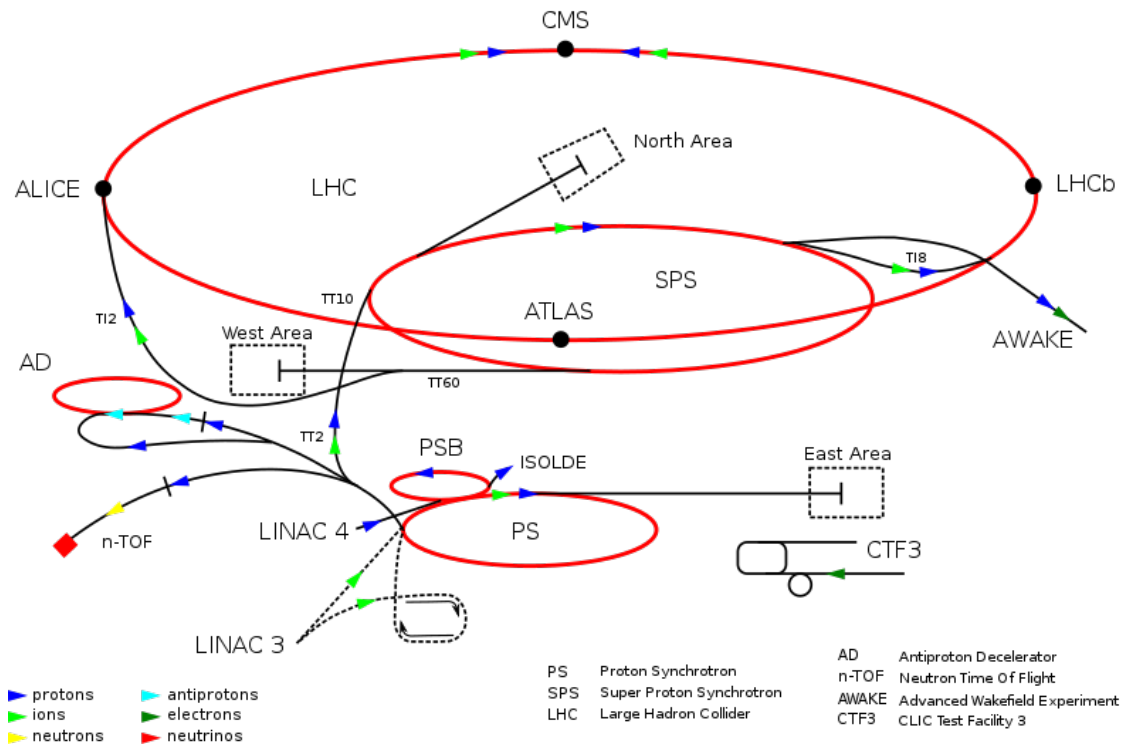 CMS
North Area
ALICE
LHC
LHCb
SPS
TI8
TT10
ATLAS
TI2
West Area
AWAKE
AD
TT60
TT2
PSB
ISOLDE
East Area
LINAC 4
PS
n-TOF
CTF3
LINAC 3
protons
antiprotons
ions
electrons
neutrons
neutrinos
PS Proton Synchrotron
SPS Super Proton Synchrotron
LHC Large Hadron Collider
AD Antiproton Decelerator
n-TOF Neutron Time Of Flight
AWAKE Advanced Wakefield Experiment
CTF3 CLIC Test Facility 3